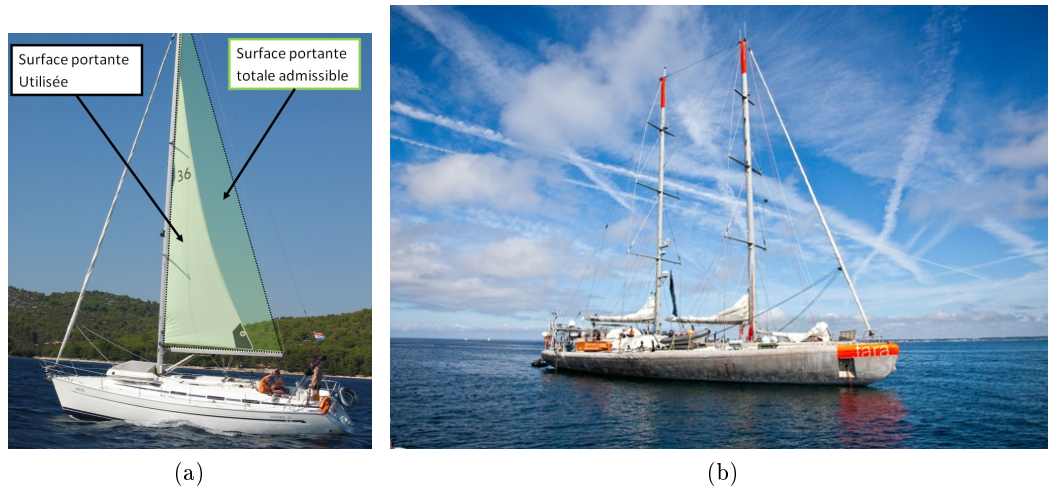 Surface portante
Utilisée
Surface portante
totale admissible
36
tara
(a)
(b)